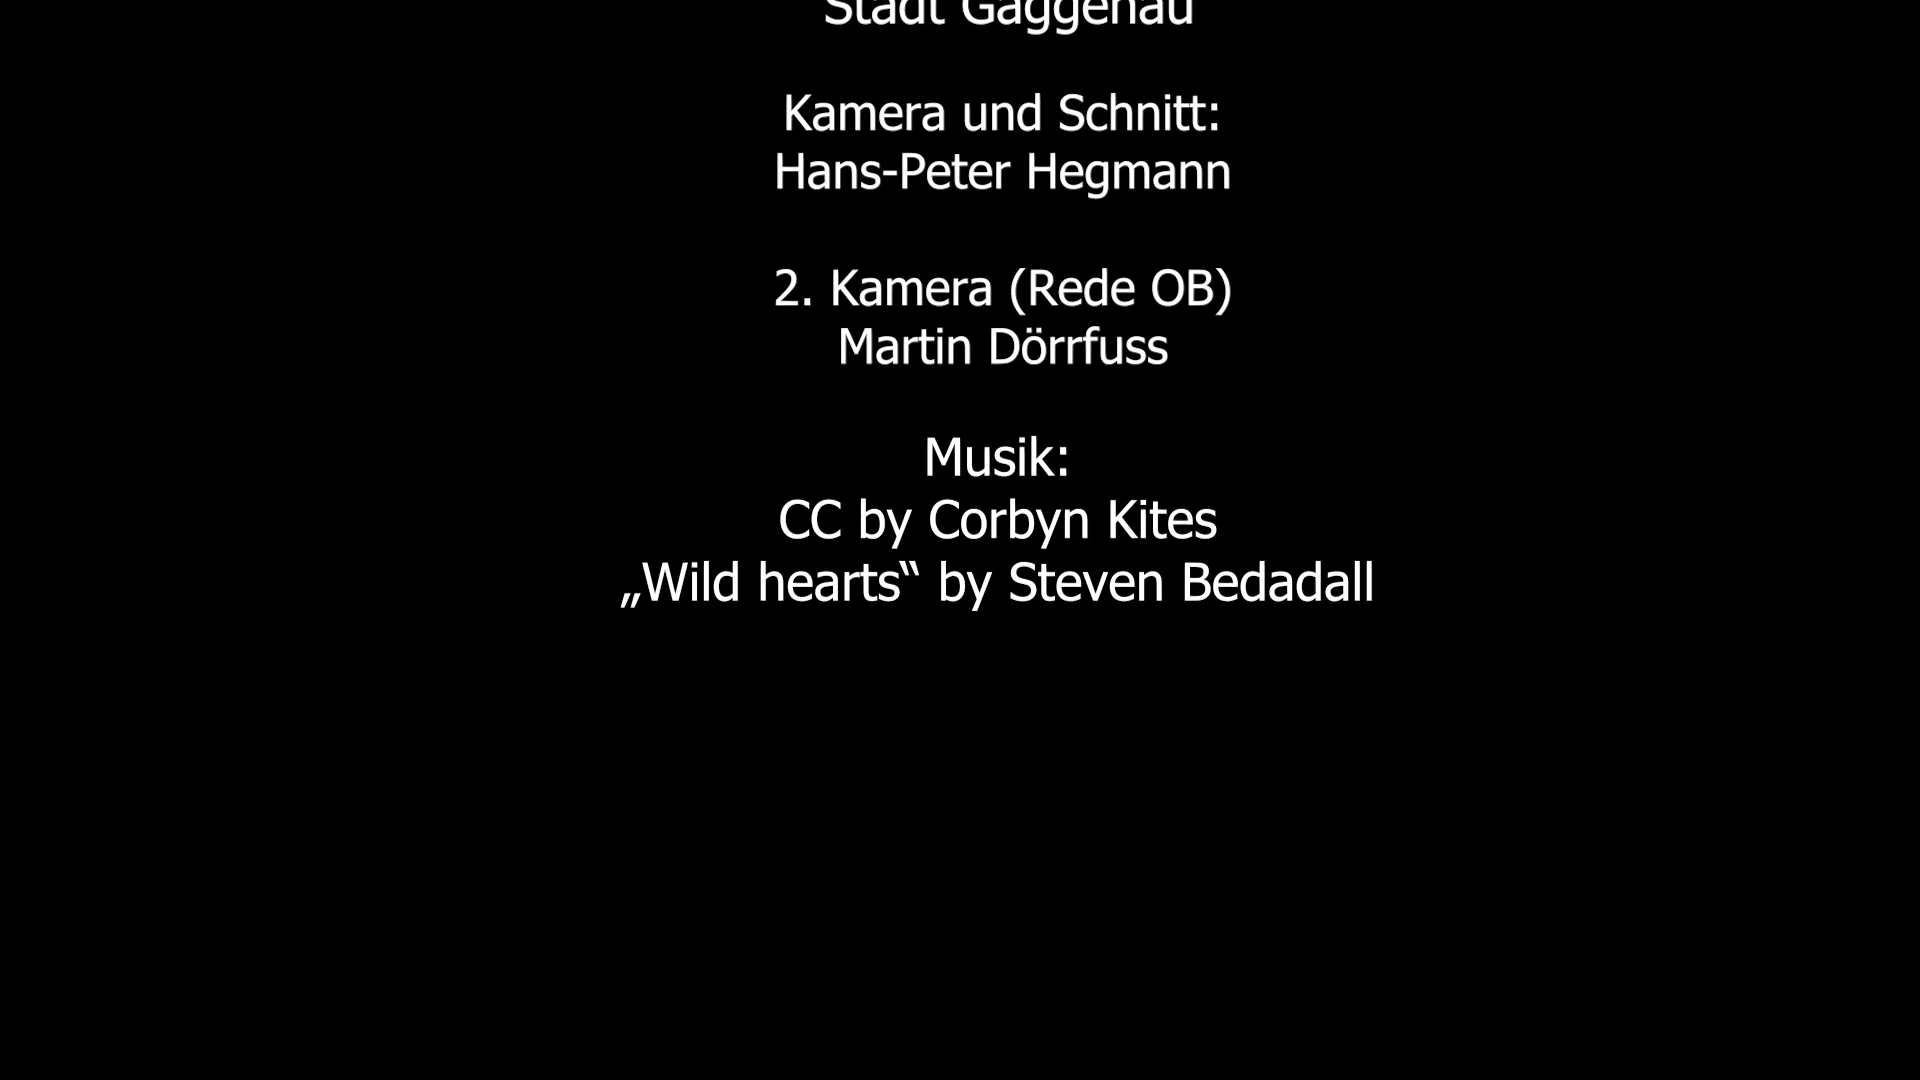 Stadt Gaggenau
Kamera und Schnitt:
Hans-Peter Hegmann
2. Kamera (Rede OB)
Martin Dörrfuss
Musik:
CC by Corbyn Kites
„Wild hearts“ by Steven Bedadall